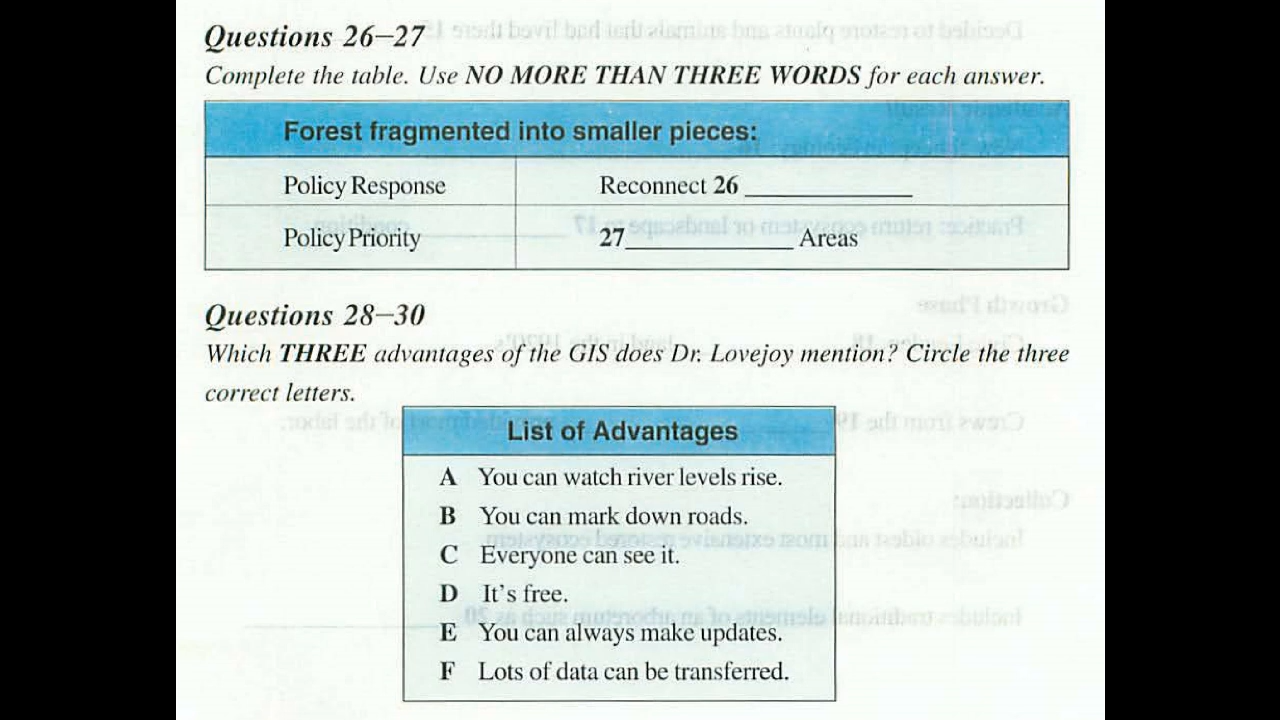 Questions 26–27
Complete the table. Use NO MORE THAN THREE WORDS for each answer.
Forest fragmented into smaller pieces:
Policy Response Reconnect 26 ______________
Policy Priority 27______________ Areas
Questions 28–30
Which THREE advantages of the GIS does Dr. Lovejoy mention? Circle the three
correct letters.
List of Advantages
A You can watch river levels rise.
B You can mark down roads.
C Everyone can see it.
D It's free.
E You can always make updates.
F Lots of data can be transferred.